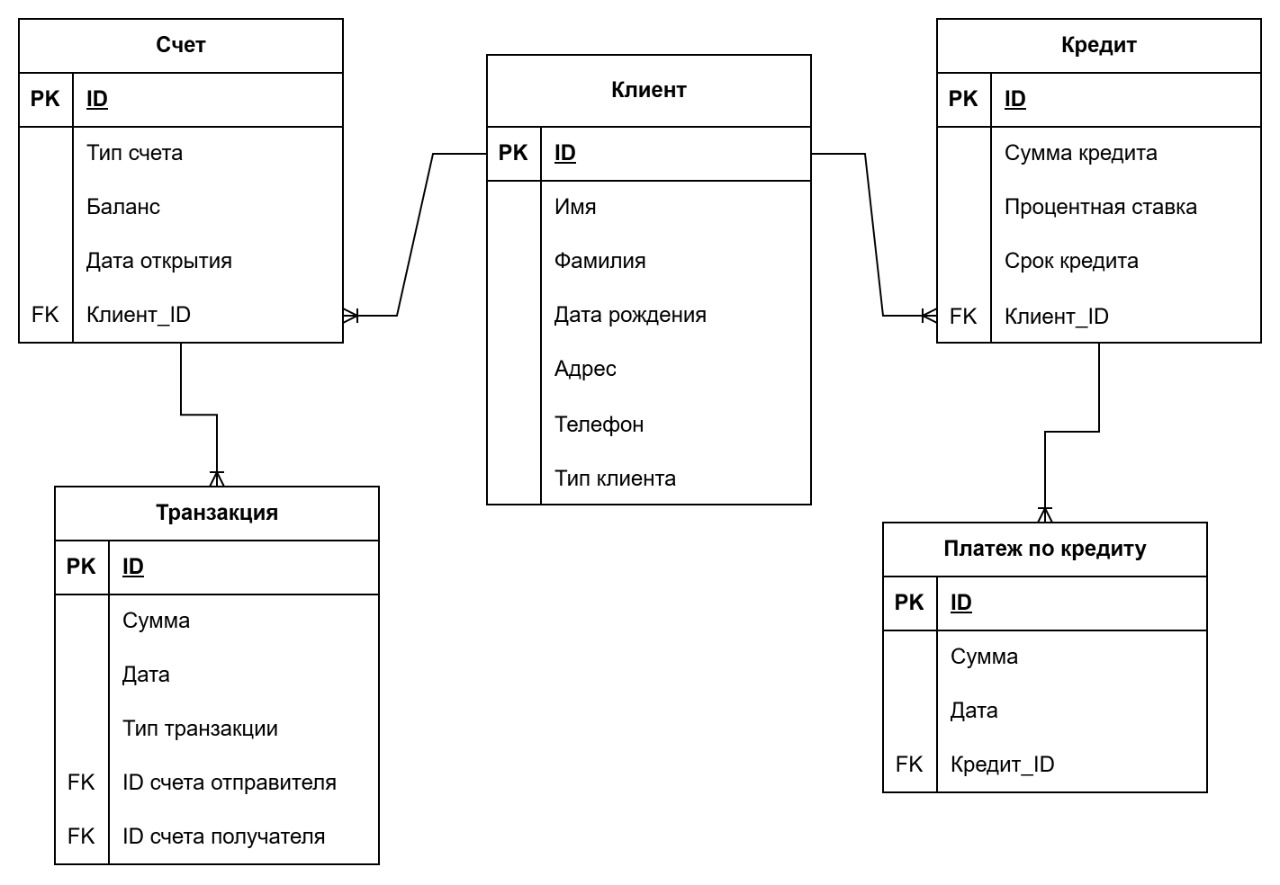 Счет
PK ID
Тип счета
Баланс
Дата открытия
FK Клиент_ID
Клиент
PK ID
Имя
Фамилия
Дата рождения
Адрес
Телефон
Тип клиента
Кредит
PK ID
Сумма кредита
Процентная ставка
Срок кредита
FK Клиент_ID
Транзакция
PK ID
Сумма
Дата
Тип транзакции
FK ID счета отправителя
FK ID счета получателя
Платеж по кредиту
PK ID
Сумма
Дата
FK Кредит_ID